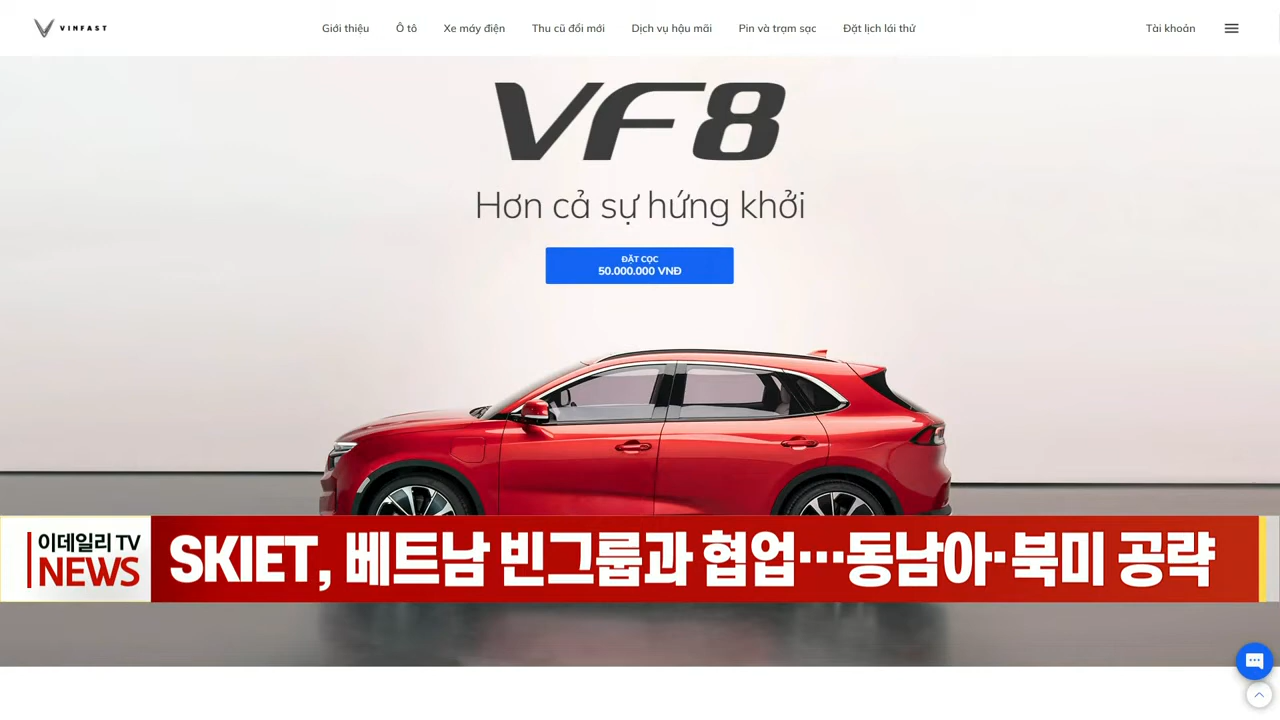 VINFAST
Giới thiệu
Ô tô
Xe máy điện
Thu cũ đổi mới
Dịch vụ hậu mãi
Pin và trạm sạc
Đặt lịch lái thử
Tài khoản
VF8
Hơn cả sự hứng khởi
ĐẶT CỌC
50.000.000 VNĐ
이데일리 TV
NEWS
SKIET, 베트남 빈그룹과 협업…동남아·북미 공략